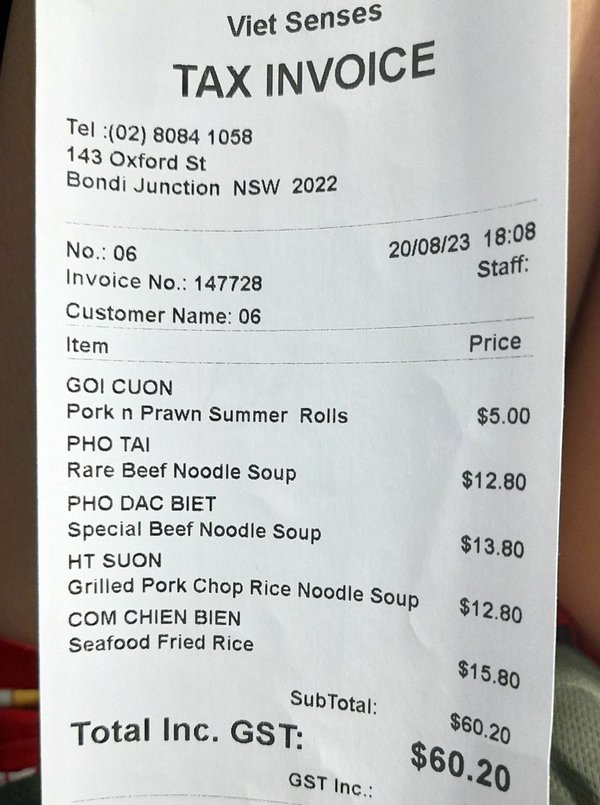 Viet Senses
TAX INVOICE
Tel :(02) 8084 1058
143 Oxford St
Bondi Junction NSW 2022
No.: 06 20/08/23 18:08
Invoice No.: 147728 Staff:
Customer Name: 06
Item Price
GOI CUON
Pork n Prawn Summer Rolls $5.00
PHO TAI
Rare Beef Noodle Soup $12.80
PHO DAC BIET
Special Beef Noodle Soup $13.80
HT SUON
Grilled Pork Chop Rice Noodle Soup $12.80
COM CHIEN BIEN
Seafood Fried Rice $15.80
SubTotal: $60.20
Total Inc. GST: $60.20
GST Inc.: